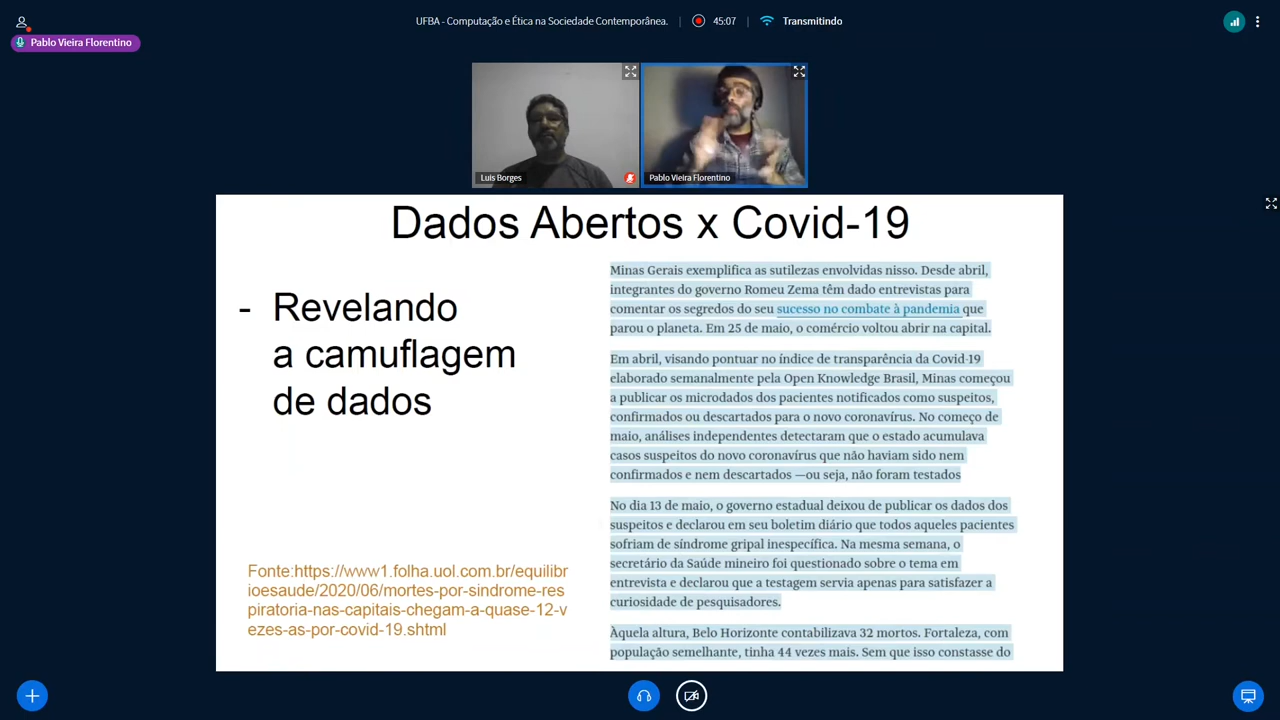 UFBA - Computação e Ética na Sociedade Contemporânea.
45:07
Transmitindo
Pablo Vieira Florentino
Luis Borges
Pablo Vieira Florentino
Dados Abertos x Covid-19
- Revelando
a camuflagem
de dados
Fonte:https://www1.folha.uol.com.br/equilibr
ioesaude/2020/06/mortes-por-sindrome-res
piratoria-nas-capitais-chegam-a-quase-12-v
ezes-as-por-covid-19.shtml
Minas Gerais exemplifica as sutilezas envolvidas nisso. Desde abril,
integrantes do governo Romeu Zema têm dado entrevistas para
comentar os segredos do seu sucesso no combate à pandemia que
parou o planeta. Em 25 de maio, o comércio voltou abrir na capital.
Em abril, visando pontuar no índice de transparência da Covid-19
elaborado semanalmente pela Open Knowledge Brasil, Minas começou
a publicar os microdados dos pacientes notificados como suspeitos,
confirmados ou descartados para o novo coronavírus. No começo de
maio, análises independentes detectaram que o estado acumulava
casos suspeitos do novo coronavírus que não haviam sido nem
confirmados e nem descartados —ou seja, não foram testados
No dia 13 de maio, o governo estadual deixou de publicar os dados dos
suspeitos e declarou em seu boletim diário que todos aqueles pacientes
sofriam de síndrome gripal inespecífica. Na mesma semana, o
secretário da Saúde mineiro foi questionado sobre o tema em
entrevista e declarou que a testagem servia apenas para satisfazer a
curiosidade de pesquisadores.
Àquela altura, Belo Horizonte contabilizava 32 mortos. Fortaleza, com
população semelhante, tinha 44 vezes mais. Sem que isso constasse do